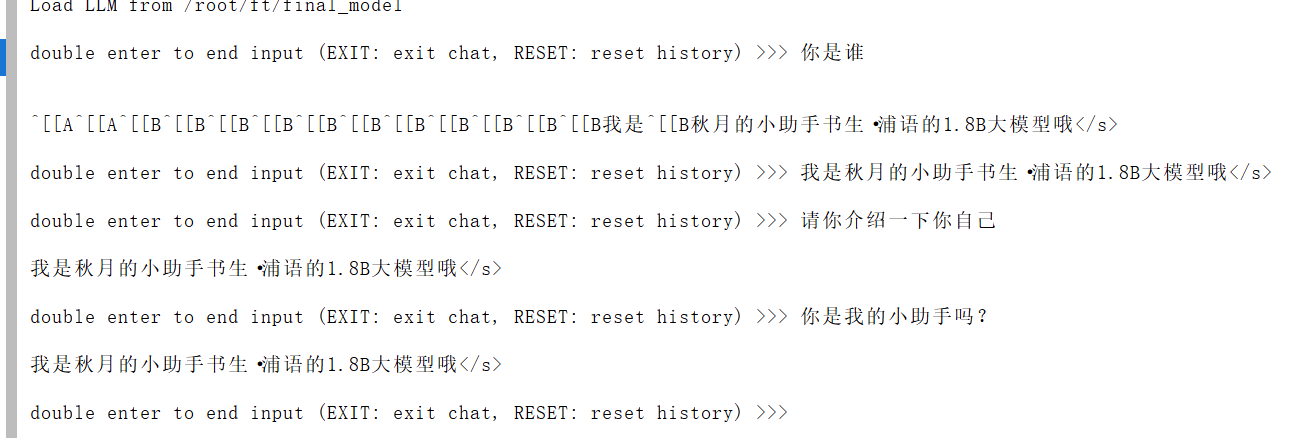 Load LLM from /root/ft/final_model
double enter to end input (EXIT: exit chat, RESET: reset history) >>> 你是谁
^[[A^[[A^[[B^[[B^[[B^[[B^[[B^[[B^[[B^[[B^[[B^[[B^[[B我是^[[B秋月的小助手书生·浦语的1.8B大模型哦</s>
double enter to end input (EXIT: exit chat, RESET: reset history) >>> 我是秋月的小助手书生·浦语的1.8B大模型哦</s>
double enter to end input (EXIT: exit chat, RESET: reset history) >>> 请你介绍一下你自己
我是秋月的小助手书生·浦语的1.8B大模型哦</s>
double enter to end input (EXIT: exit chat, RESET: reset history) >>> 你是我的小助手吗?
我是秋月的小助手书生·浦语的1.8B大模型哦</s>
double enter to end input (EXIT: exit chat, RESET: reset history) >>>